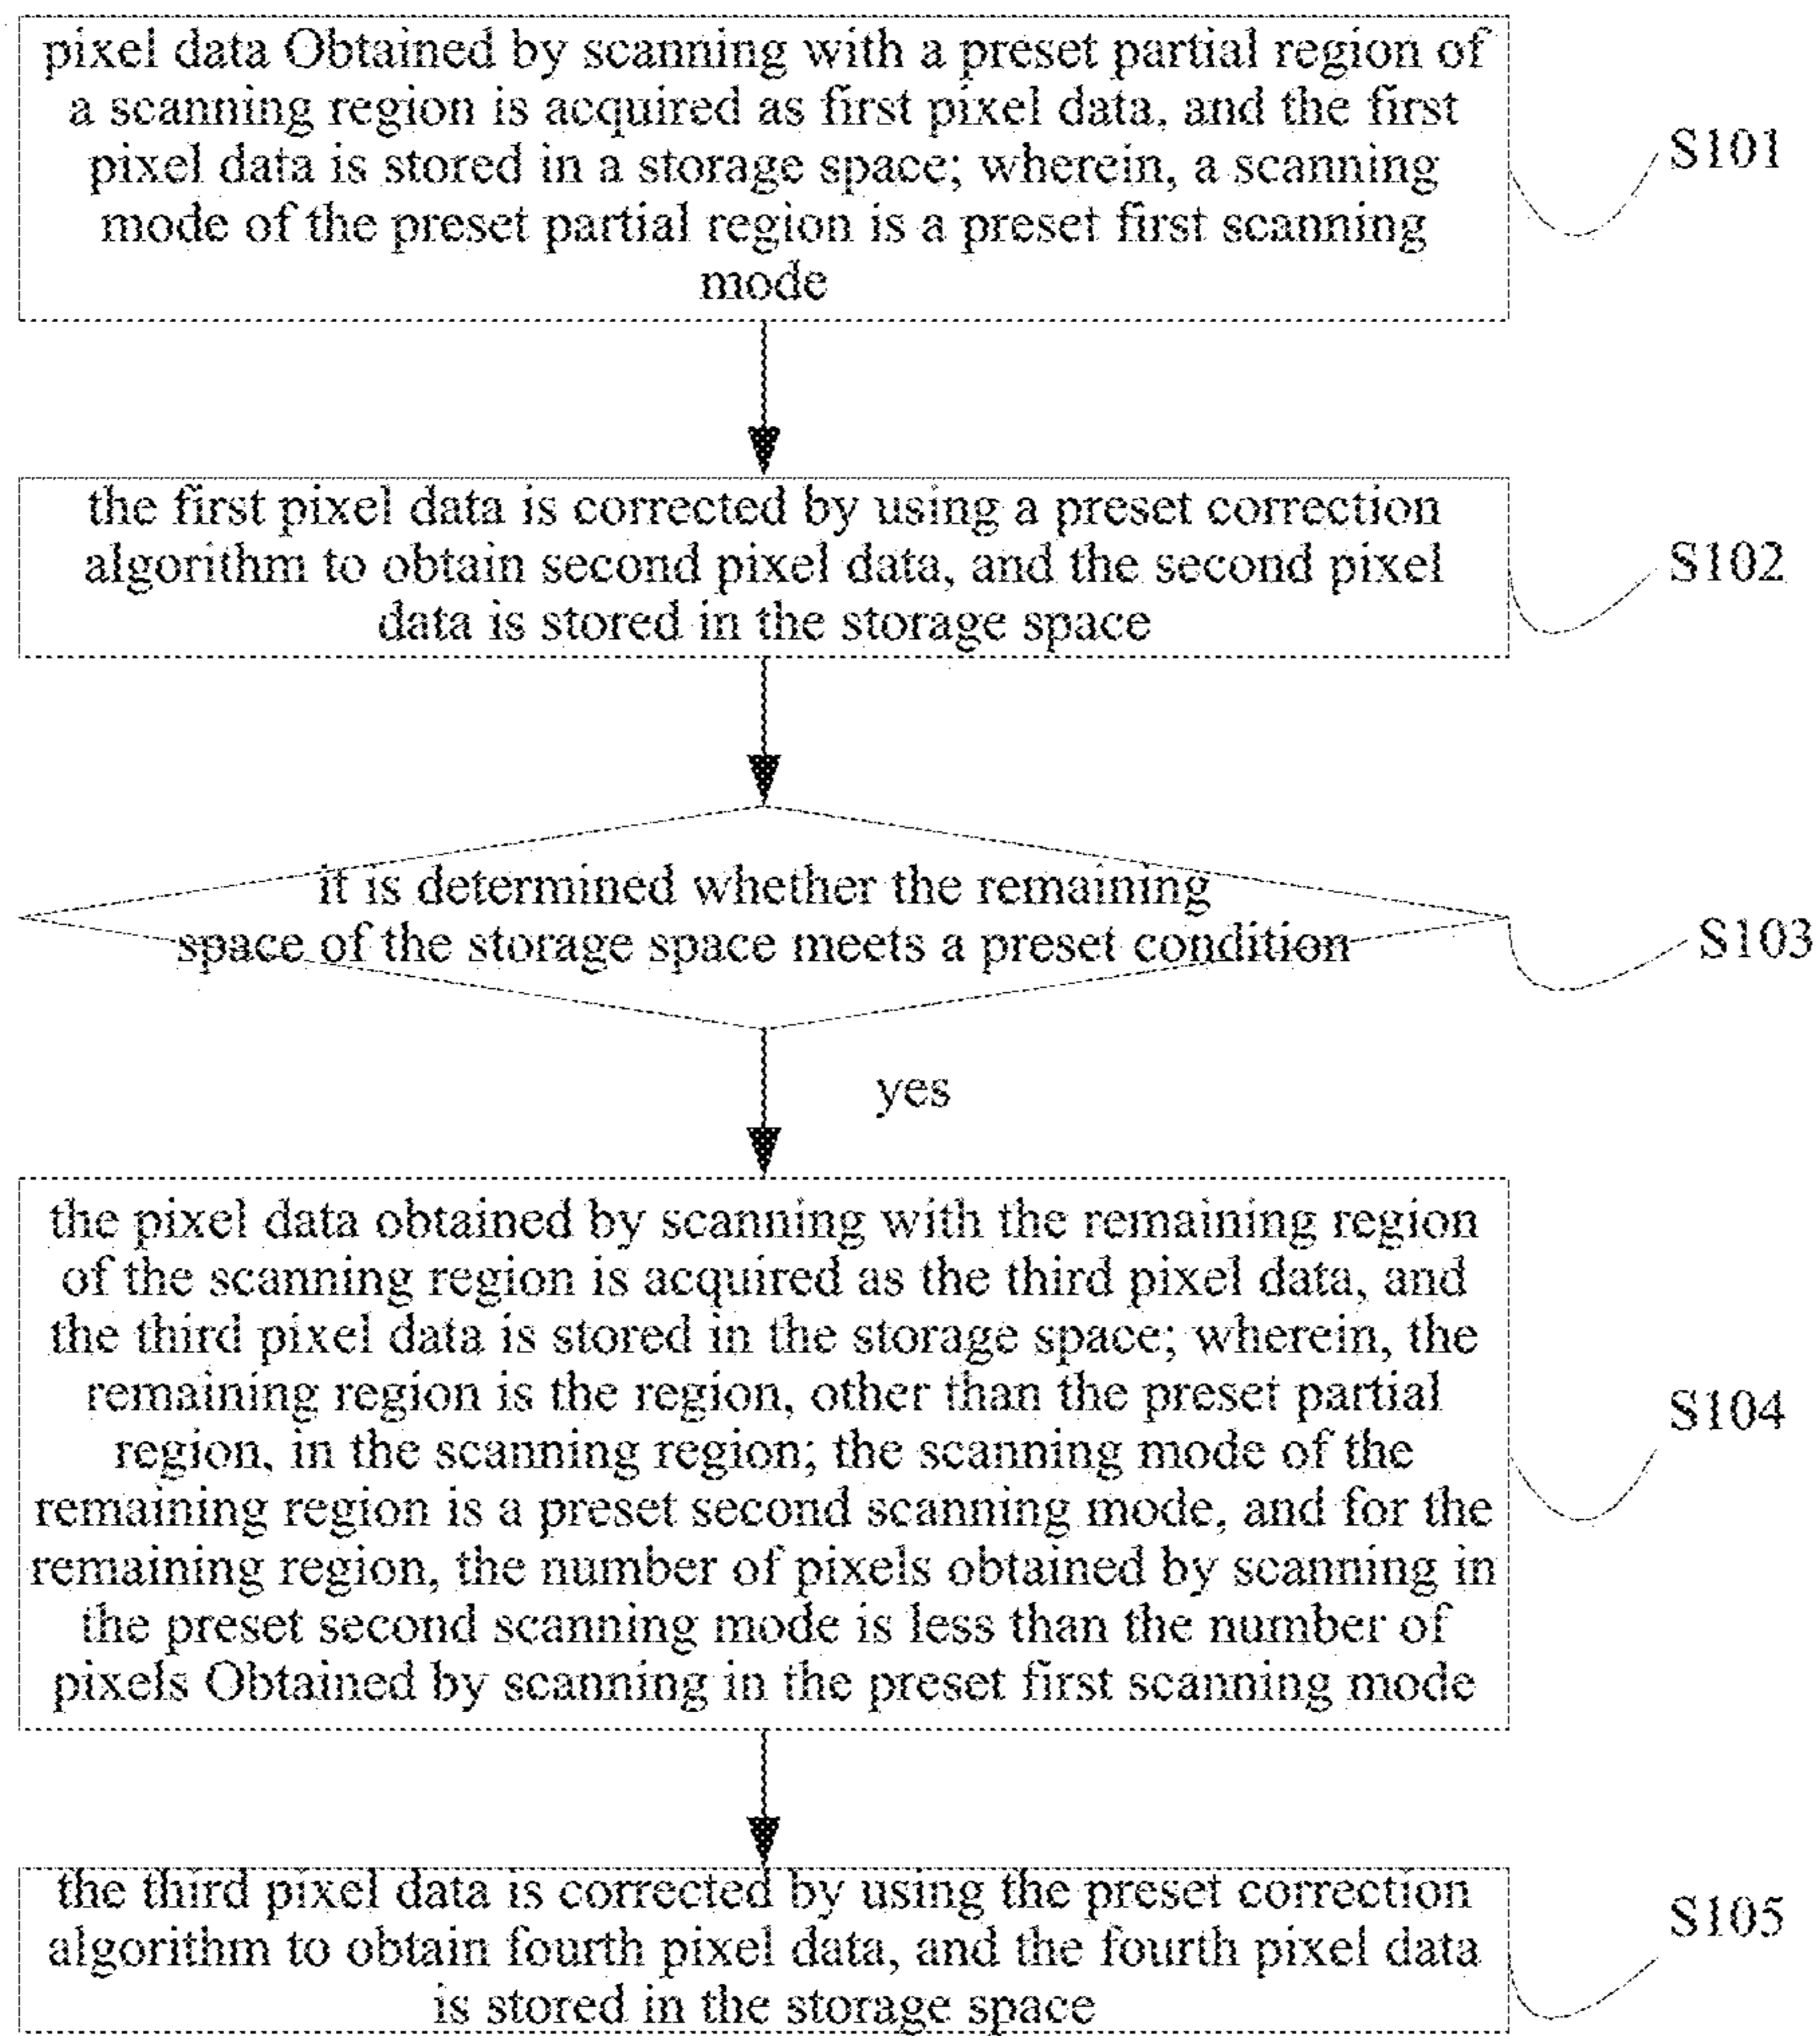 pixel data Obtained by scanning with a preset partial region of
a scanning region is acquired as first pixel data, and the first
pixel data is stored in a storage space; wherein, a scanning
mode of the preset partial region is a preset first scanning
mode
S101
the first pixel data is corrected by using a preset correction
algorithm to obtain second pixel data, and the second pixel
data is stored in the storage space
S102
it is determined whether the remaining
space of the storage space meets a preset condition
S103
yes
the pixel data obtained by scanning with the remaining region
of the scanning region is acquired as the third pixel data, and
the third pixel data is stored in the storage space; wherein, the
remaining region is the region, other than the preset partial
region, in the scanning region; the scanning mode of the
remaining region is a preset second scanning mode, and for the
remaining region, the number of pixels obtained by scanning in
the preset second scanning mode is less than the number of
pixels Obtained by scanning in the preset first scanning mode
S104
the third pixel data is corrected by using the preset correction
algorithm to obtain fourth pixel data, and the fourth pixel data
is stored in the storage space
S105